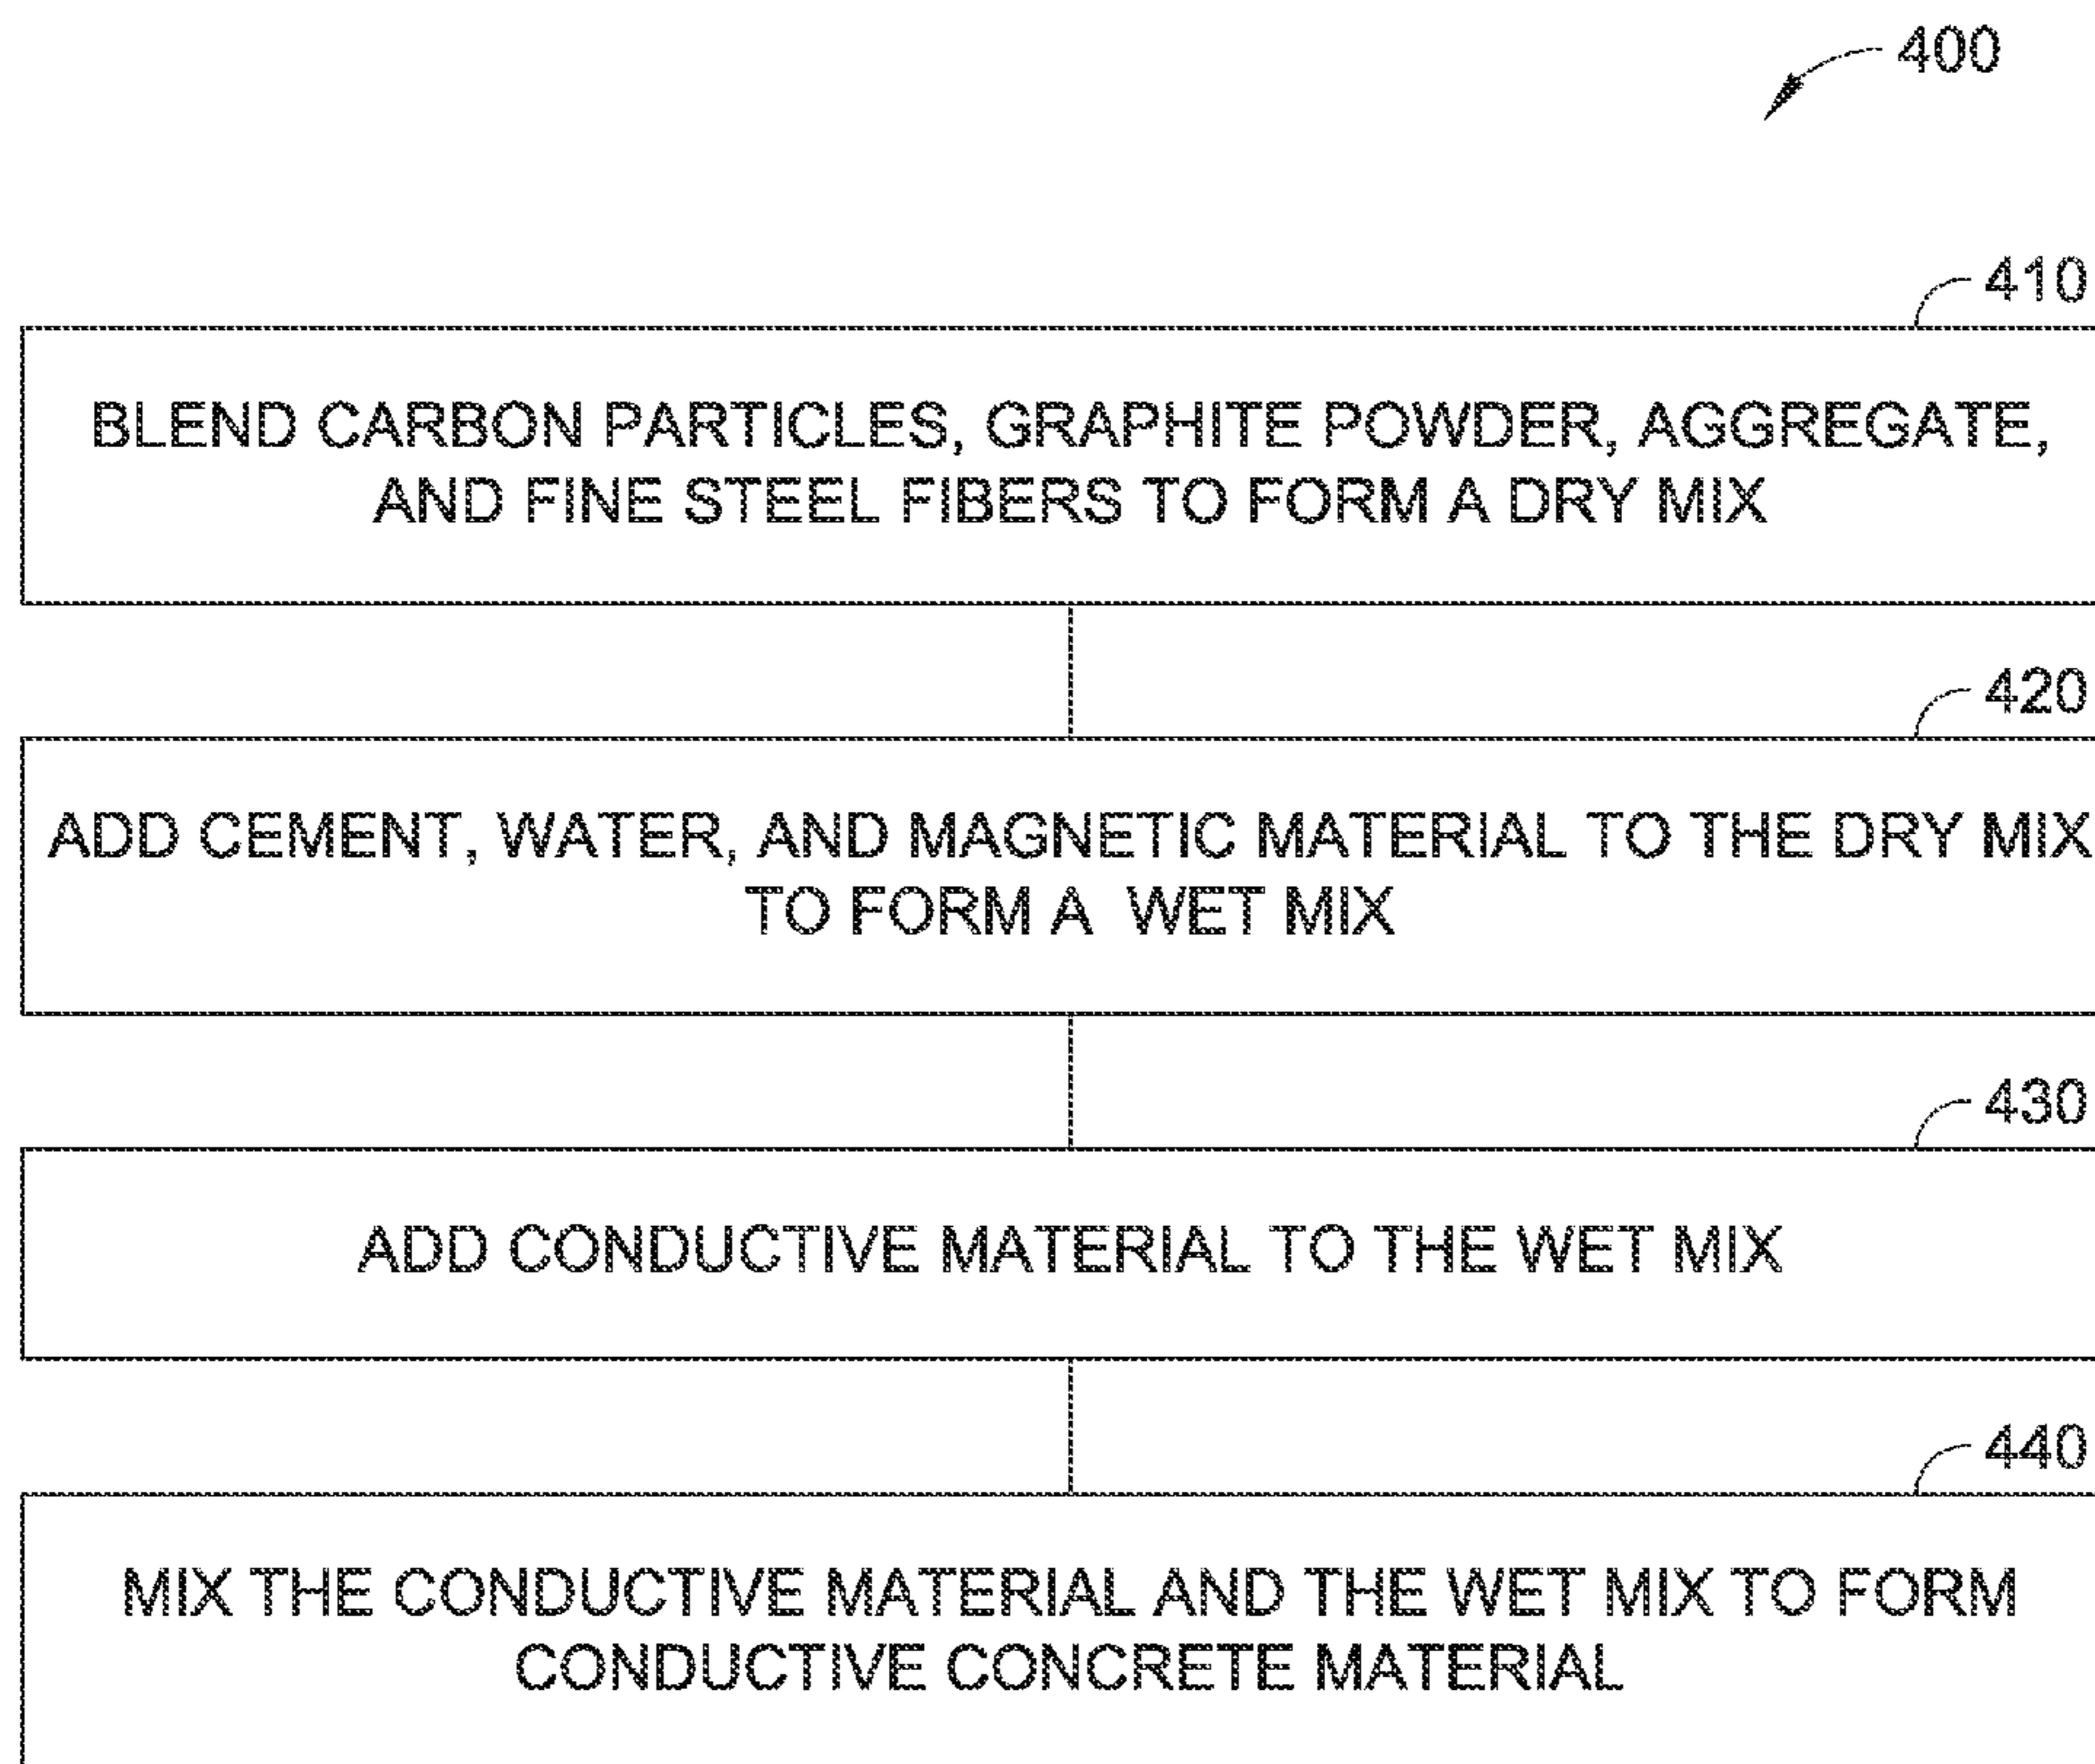 400
410
BLEND CARBON PARTICLES, GRAPHITE POWDER, AGGREGATE,
AND FINE STEEL FIBERS TO FORM A DRY MIX
420
ADD CEMENT, WATER, AND MAGNETIC MATERIAL TO THE DRY MIX
TO FORM A WET MIX
430
ADD CONDUCTIVE MATERIAL TO THE WET MIX
440
MIX THE CONDUCTIVE MATERIAL AND THE WET MIX TO FORM
CONDUCTIVE CONCRETE MATERIAL